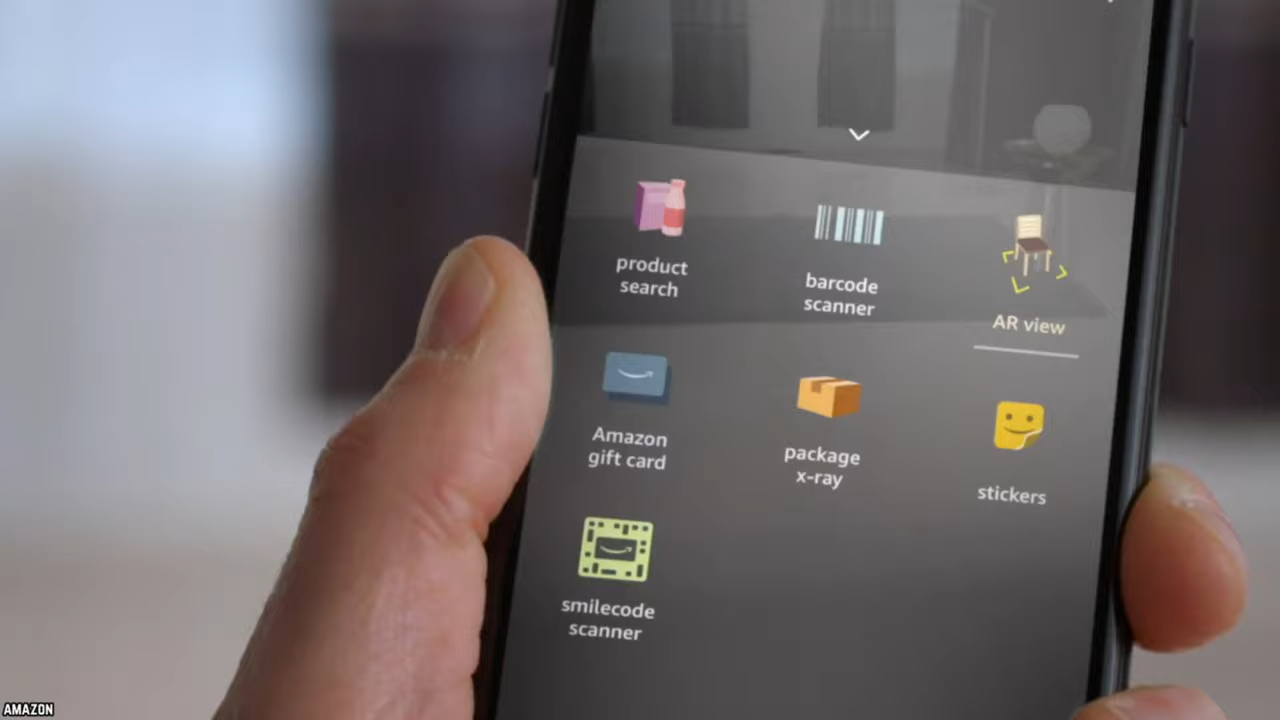 product
search
barcode
scanner
AR view
Amazon
gift card
package
x-ray
stickers
smilecode
scanner
AMAZON